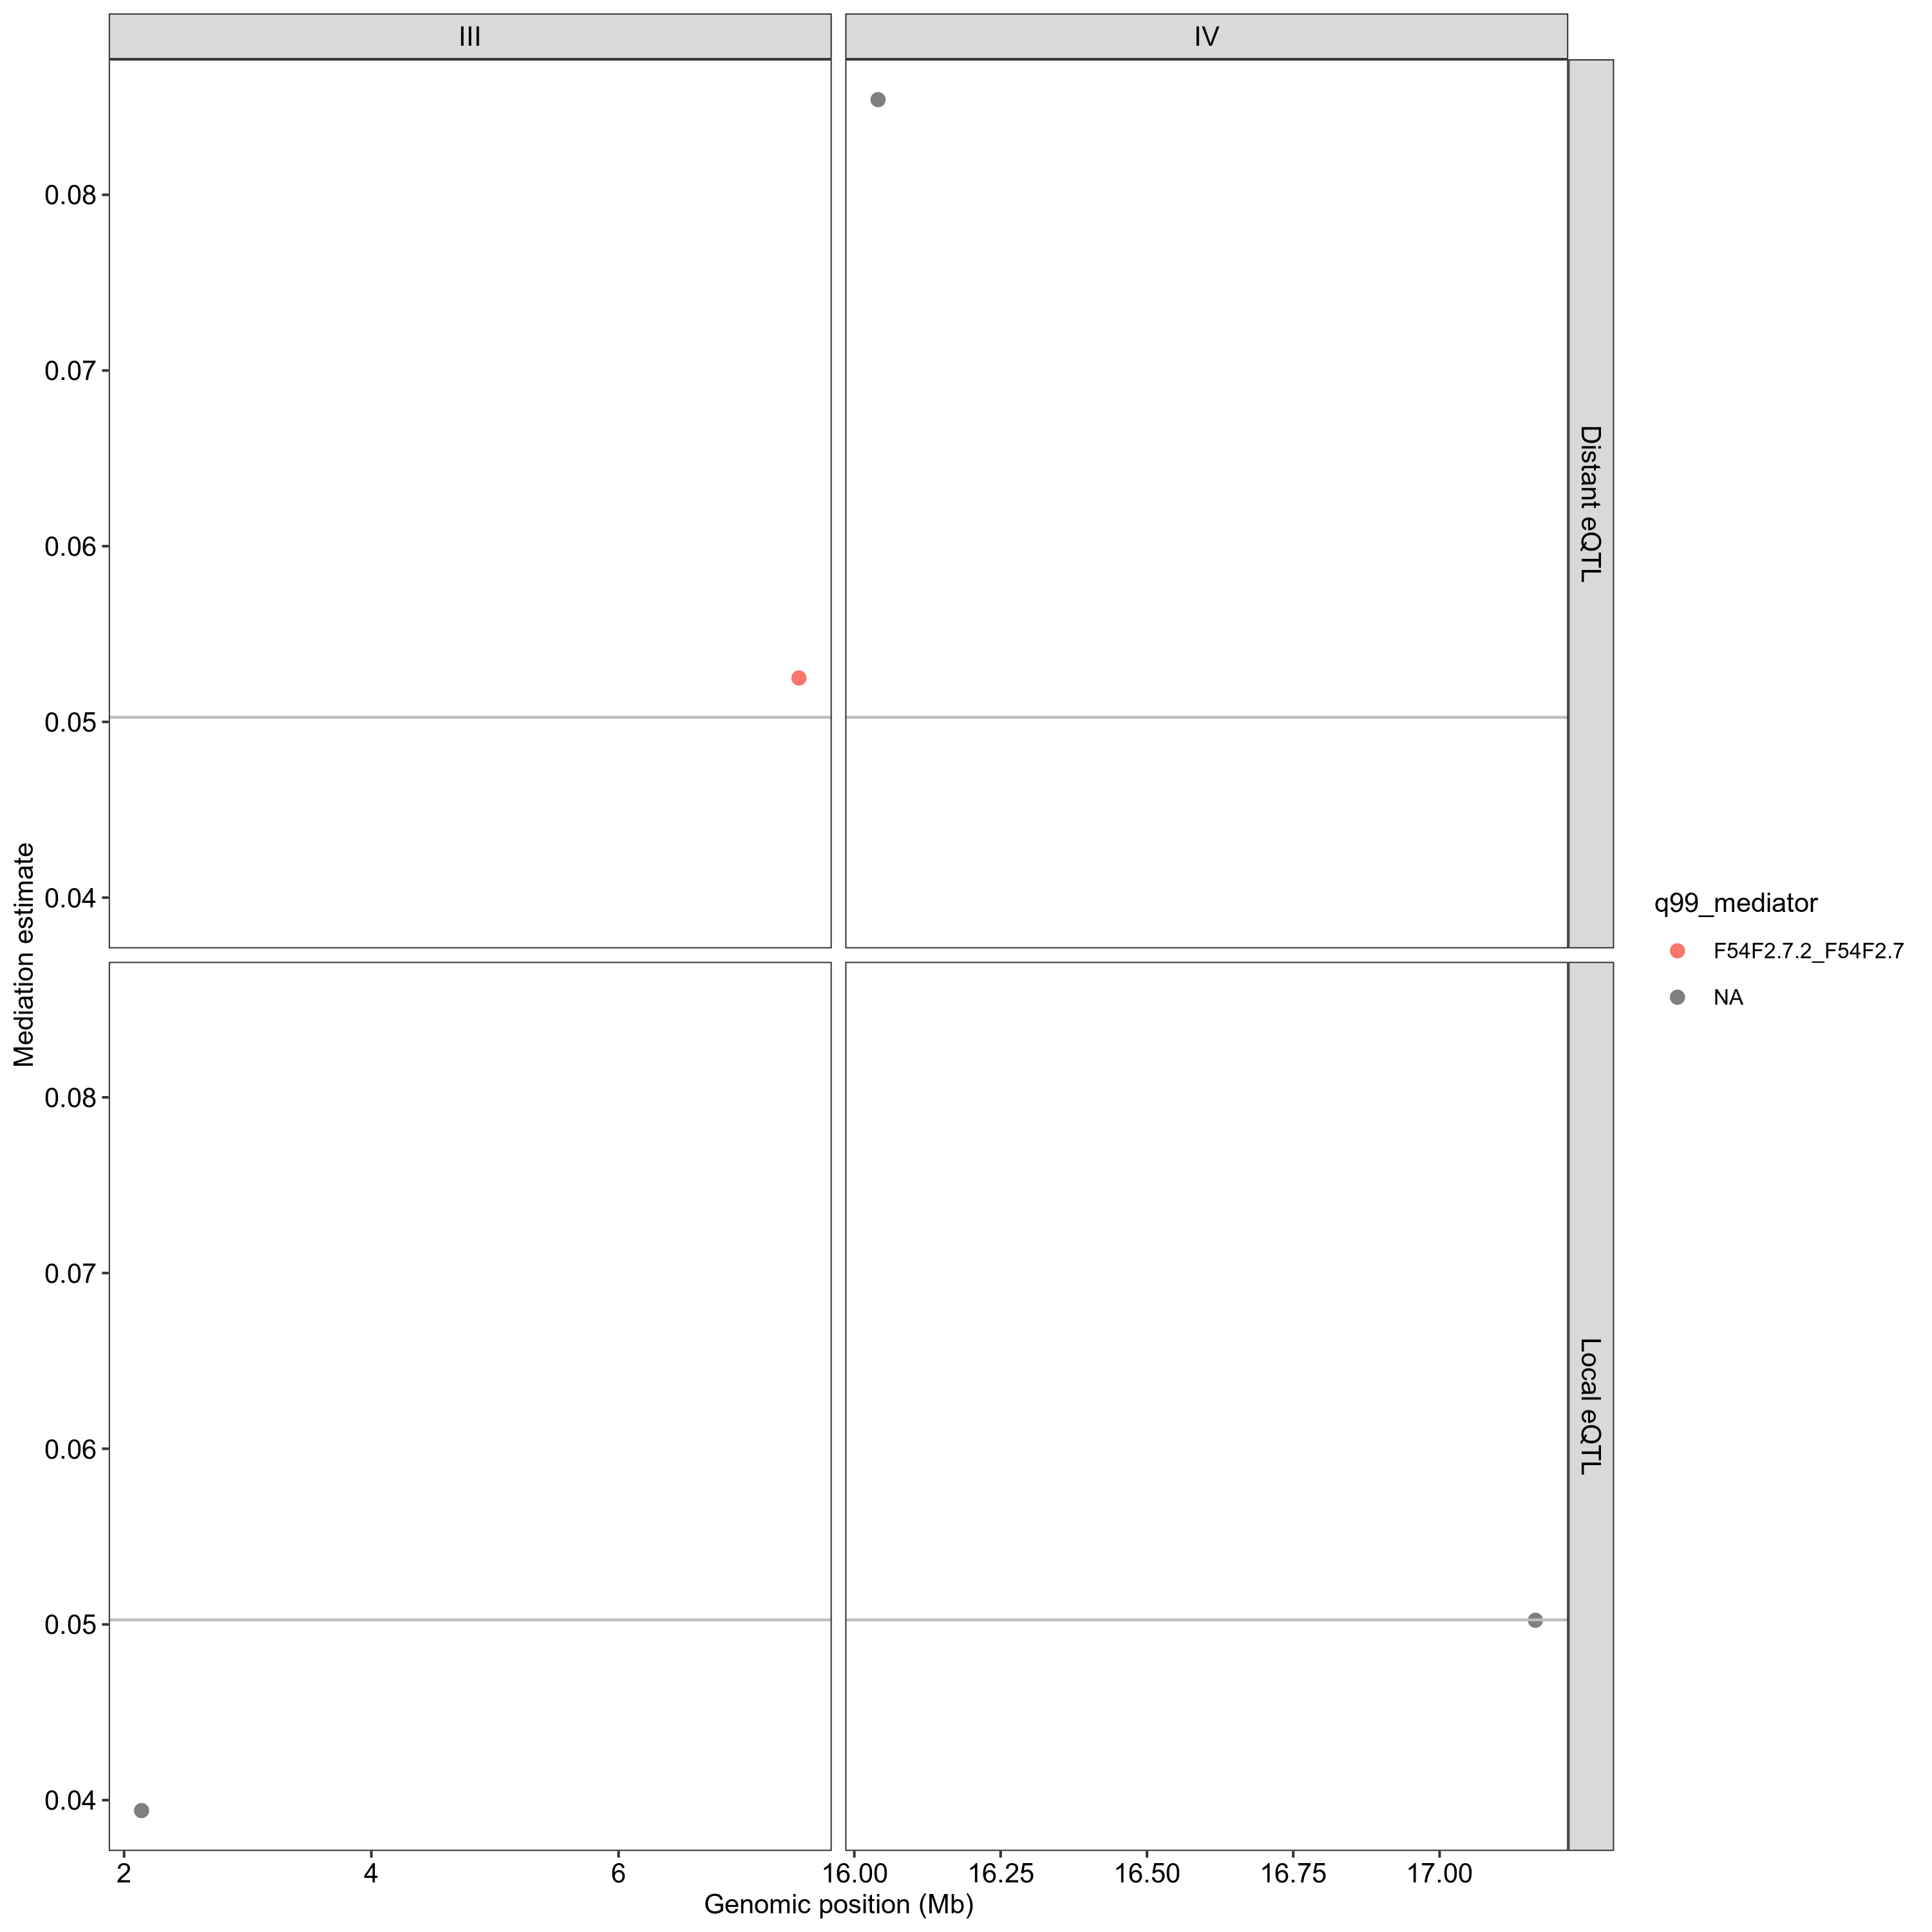 III
IV
0.08
0.07
0.06
0.05
0.04
Distant eQTL
Mediation estimate
0.08
0.07
0.06
0.05
0.04
Local eQTL
2
4
6
16.00
16.25
16.50
16.75
17.00
Genomic position (Mb)
q99_mediator
F54F2.7.2_F54F2.7
NA